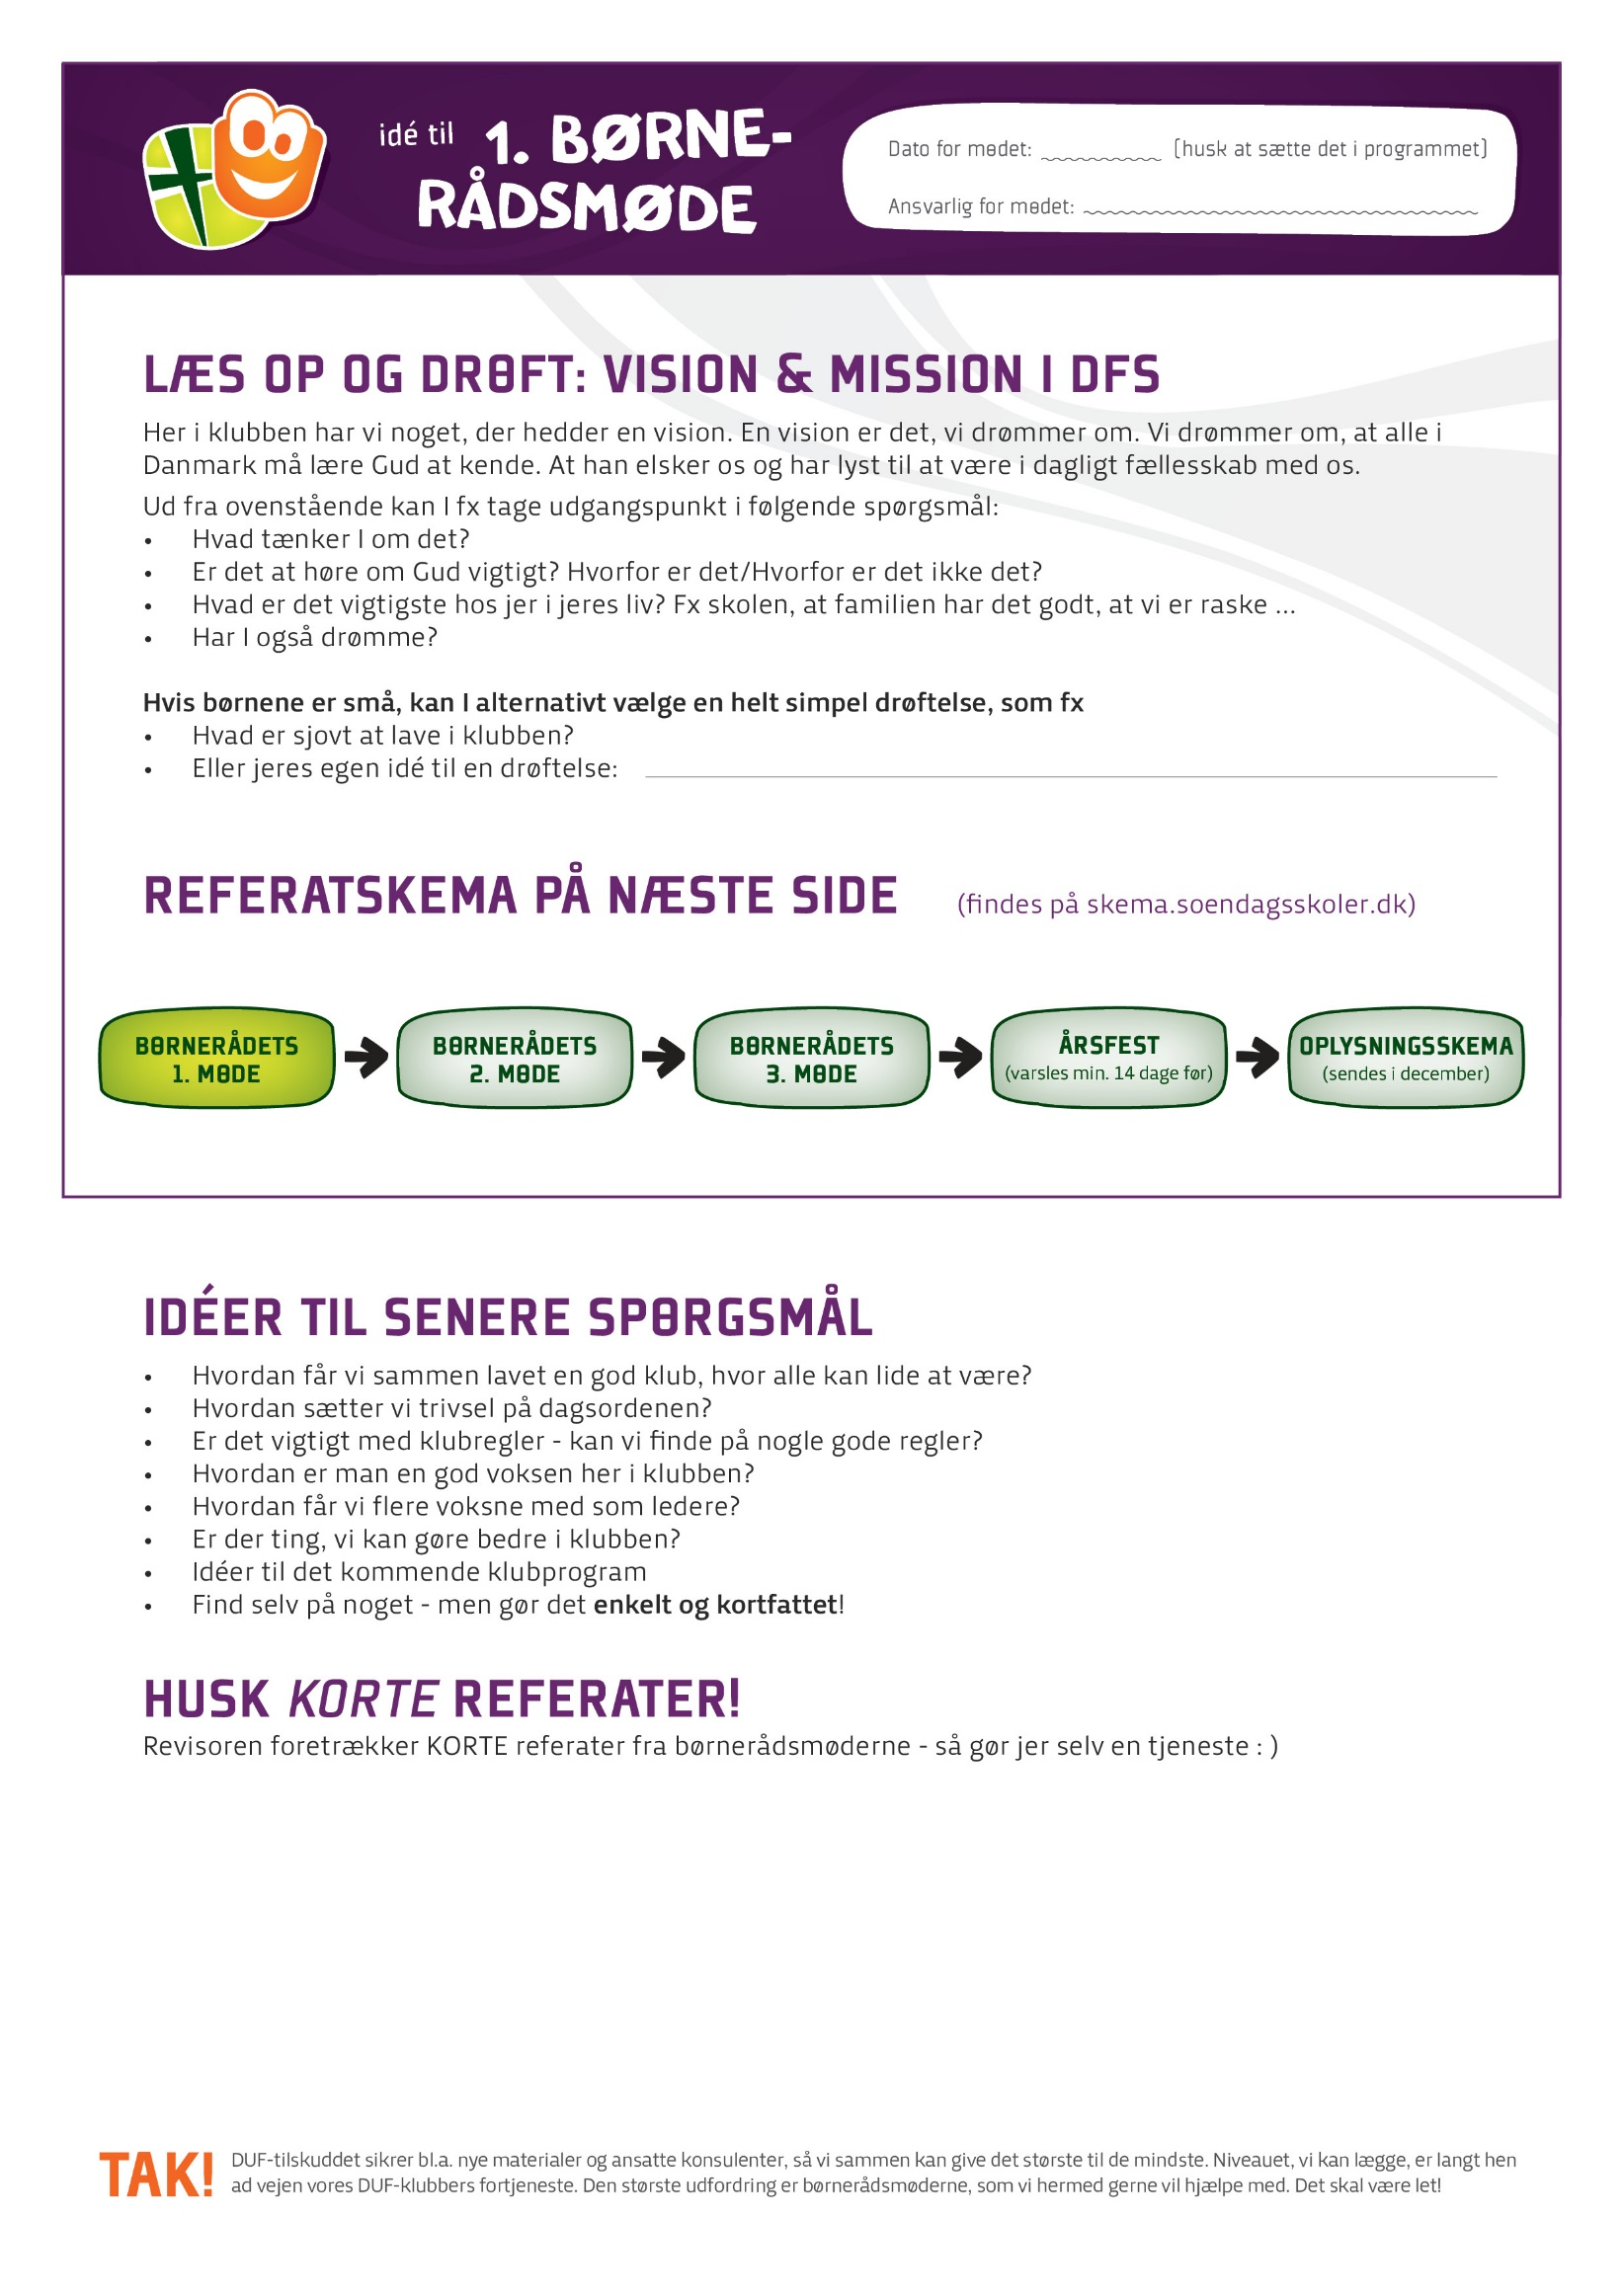 idé til 1. BØRNE-
RÅDSMØDE
Dato for mødet: (husk at sætte det i programmet)
Ansvarlig for mødet:
LÆS OP OG DRØFT: VISION & MISSION I DFS
Her i klubben har vi noget, der hedder en vision. En vision er det, vi drømmer om. Vi drømmer om, at alle i
Danmark må lære Gud at kende. At han elsker os og har lyst til at være i dagligt fællesskab med os.
Ud fra ovenstående kan I fx tage udgangspunkt i følgende spørgsmål:
• Hvad tænker I om det?
• Er det at høre om Gud vigtigt? Hvorfor er det/Hvorfor er det ikke det?
• Hvad er det vigtigste hos jer i jeres liv? Fx skolen, at familien har det godt, at vi er raske ...
• Har I også drømme?
Hvis børnene er små, kan I alternativt vælge en helt simpel drøftelse, som fx
• Hvad er sjovt at lave i klubben?
• Eller jeres egen idé til en drøftelse:
REFERATSKEMA PÅ NÆSTE SIDE (findes på skema.soendagsskoler.dk)
BØRNERÅDETS
1. MØDE
BØRNERÅDETS
2. MØDE
BØRNERÅDETS
3. MØDE
ÅRSFEST
(varsles min. 14 dage før)
OPLYSNINGSSKEMA
(sendes i december)
IDÉER TIL SENERE SPØRGSMÅL
• Hvordan får vi sammen lavet en god klub, hvor alle kan lide at være?
• Hvordan sætter vi trivsel på dagsordenen?
• Er det vigtigt med klubregler - kan vi finde på nogle gode regler?
• Hvordan er man en god voksen her i klubben?
• Hvordan får vi flere voksne med som ledere?
• Er der ting, vi kan gøre bedre i klubben?
• Idéer til det kommende klubprogram
• Find selv på noget - men gør det enkelt og kortfattet!
HUSK KORTE REFERATER!
Revisoren foretrækker KORTE referater fra børnerådsmøderne - så gør jer selv en tjeneste : )
TAK! DUF-tilskuddet sikrer bl.a. nye materialer og ansatte konsulenter, så vi sammen kan give det største til de mindste. Niveauet, vi kan lægge, er langt hen
ad vejen vores DUF-klubbers fortjeneste. Den største udfordring er børnerådsmøderne, som vi hermed gerne vil hjælpe med. Det skal være let!